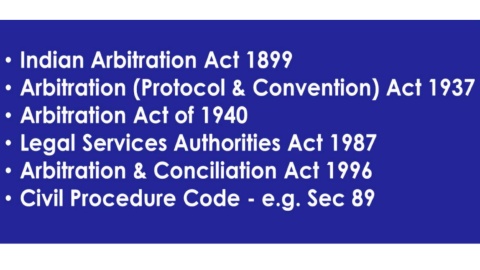 • Indian Arbitration Act 1899
• Arbitration (Protocol & Convention) Act 1937
• Arbitration Act of 1940
• Legal Services Authorities Act 1987
• Arbitration & Conciliation Act 1996
• Civil Procedure Code - e.g. Sec 89